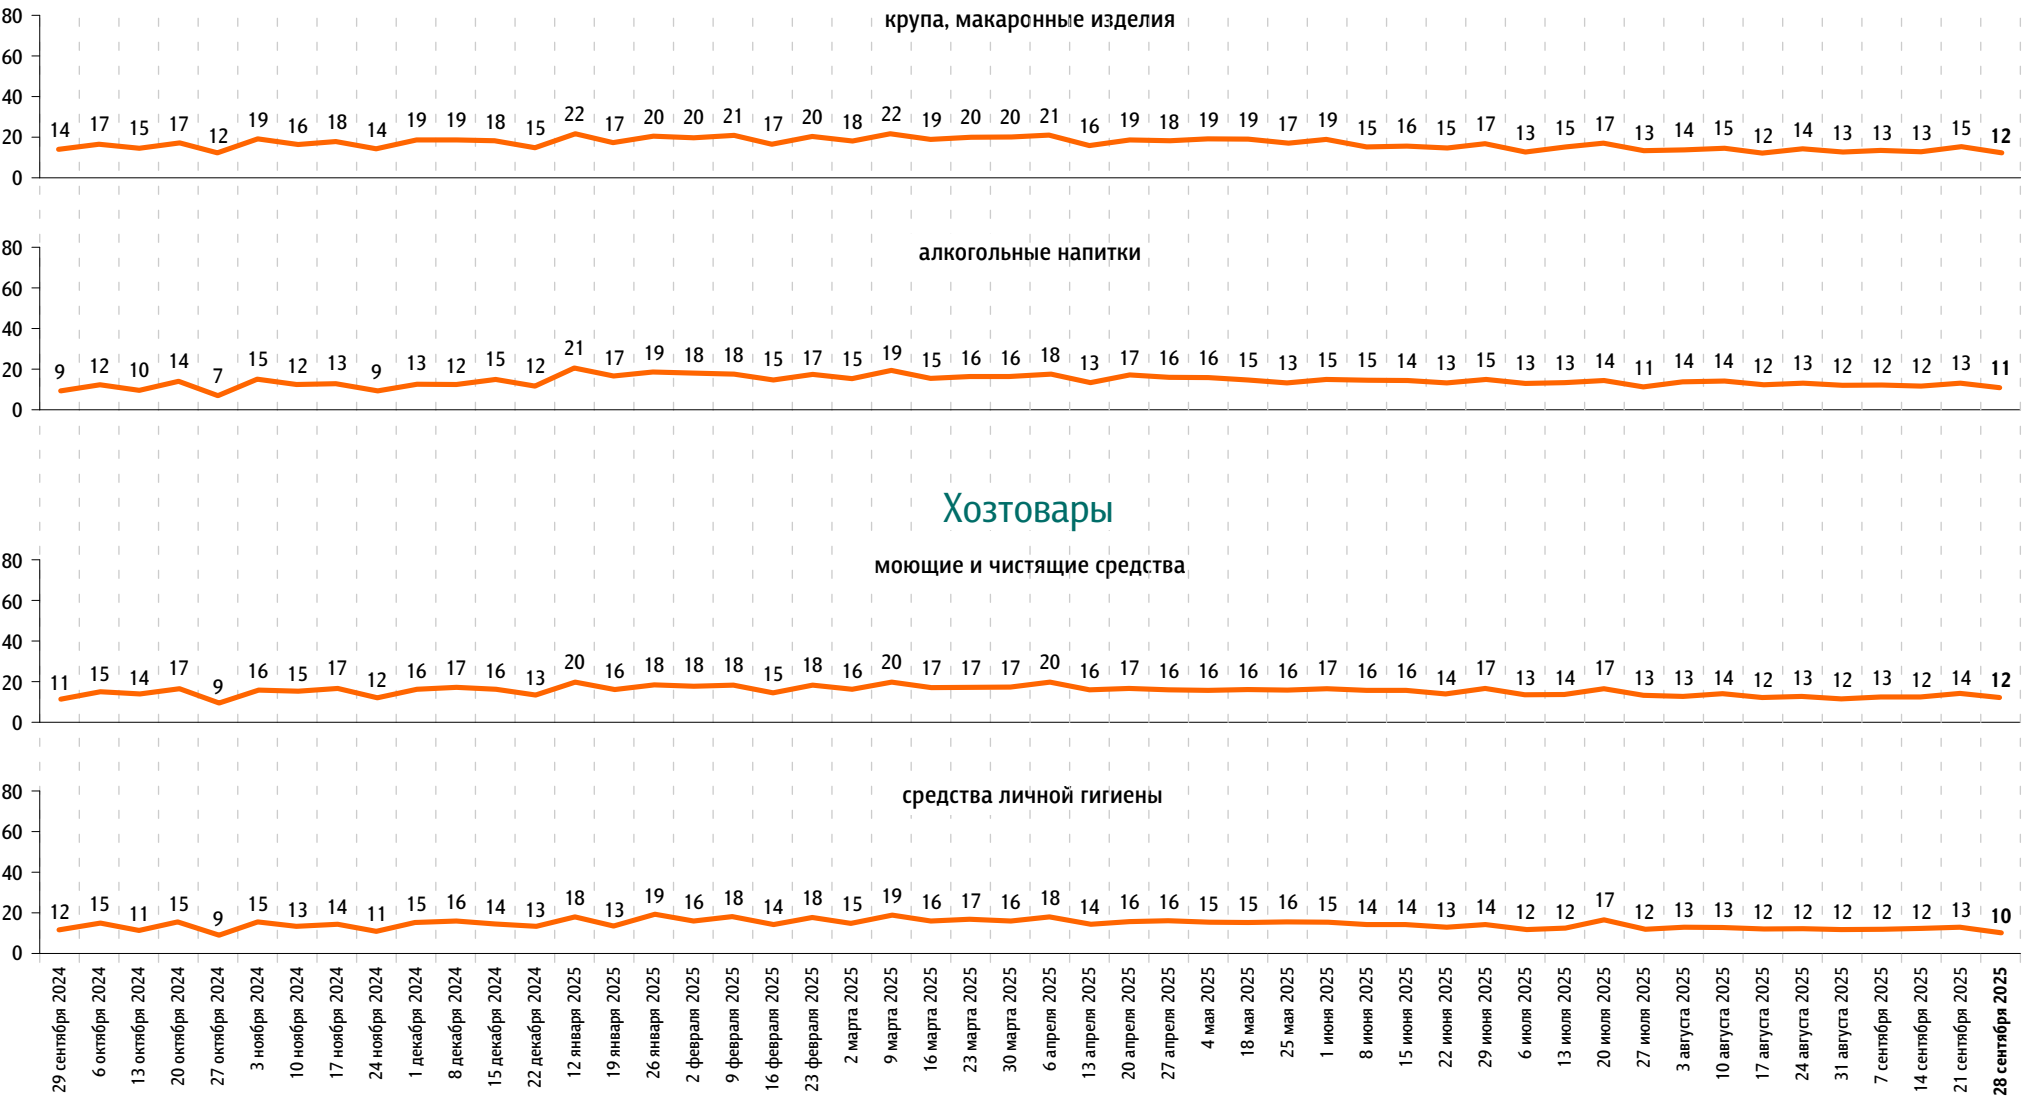 крупа, макаронные изделия
80
60
40
20
0
14 17 15 17 12 19 16 18 14 19 19 18 15 22 17 20 20 21 17 20 18 22 19 20 20 21 16 19 18 19 19 17 19 15 16 15 17 13 15 17 13 14 15 12 14 13 13 13 15 12
алкогольные напитки
80
60
40
20
0
9 12 10 14 7 15 12 13 9 13 12 15 12 21 17 19 18 18 15 17 15 19 15 16 16 18 13 17 16 16 15 13 15 15 14 13 15 13 13 14 11 14 14 12 13 12 12 12 13 11
Хозтовары
моющие и чистящие средства
80
60
40
20
0
11 15 14 17 9 16 15 17 12 16 17 16 13 20 16 18 18 18 15 18 16 20 17 17 17 20 16 17 16 16 16 16 17 16 16 14 17 13 14 17 13 13 14 12 13 12 13 12 14 12
средства личной гигиены
80
60
40
20
0
12 15 11 15 9 15 13 14 11 15 16 14 13 18 13 19 16 18 14 18 15 19 16 17 16 18 14 16 16 15 15 16 15 14 14 13 14 12 12 17 12 13 13 12 12 12 12 12 13 10
29 сентября 2024
6 октября 2024
13 октября 2024
20 октября 2024
27 октября 2024
3 ноября 2024
10 ноября 2024
17 ноября 2024
24 ноября 2024
1 декабря 2024
8 декабря 2024
15 декабря 2024
22 декабря 2024
12 января 2025
19 января 2025
26 января 2025
2 февраля 2025
9 февраля 2025
16 февраля 2025
23 февраля 2025
2 марта 2025
9 марта 2025
16 марта 2025
23 марта 2025
30 марта 2025
6 апреля 2025
13 апреля 2025
20 апреля 2025
27 апреля 2025
4 мая 2025
18 мая 2025
25 мая 2025
1 июня 2025
8 июня 2025
15 июня 2025
22 июня 2025
29 июня 2025
6 июля 2025
13 июля 2025
20 июля 2025
27 июля 2025
3 августа 2025
10 августа 2025
17 августа 2025
24 августа 2025
31 августа 2025
7 сентября 2025
14 сентября 2025
21 сентября 2025
28 сентября 2025